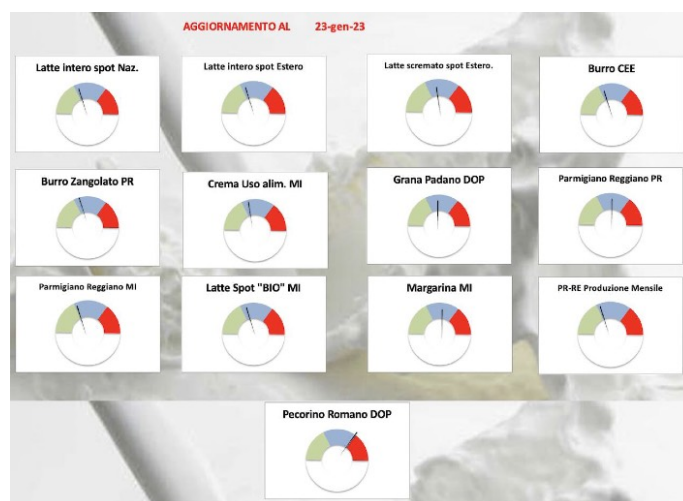 AGGIORNAMENTO AL 23-gen-23
Latte intero spot Naz.
Latte intero spot Estero
Latte scremato spot Estero.
Burro CEE
Burro Zangolato PR
Crema Uso alim. MI
Grana Padano DOP
Parmigiano Reggiano PR
Parmigiano Reggiano MI
Latte Spot "BIO" MI
Margarina MI
PR-RE Produzione Mensile
Pecorino Romano DOP